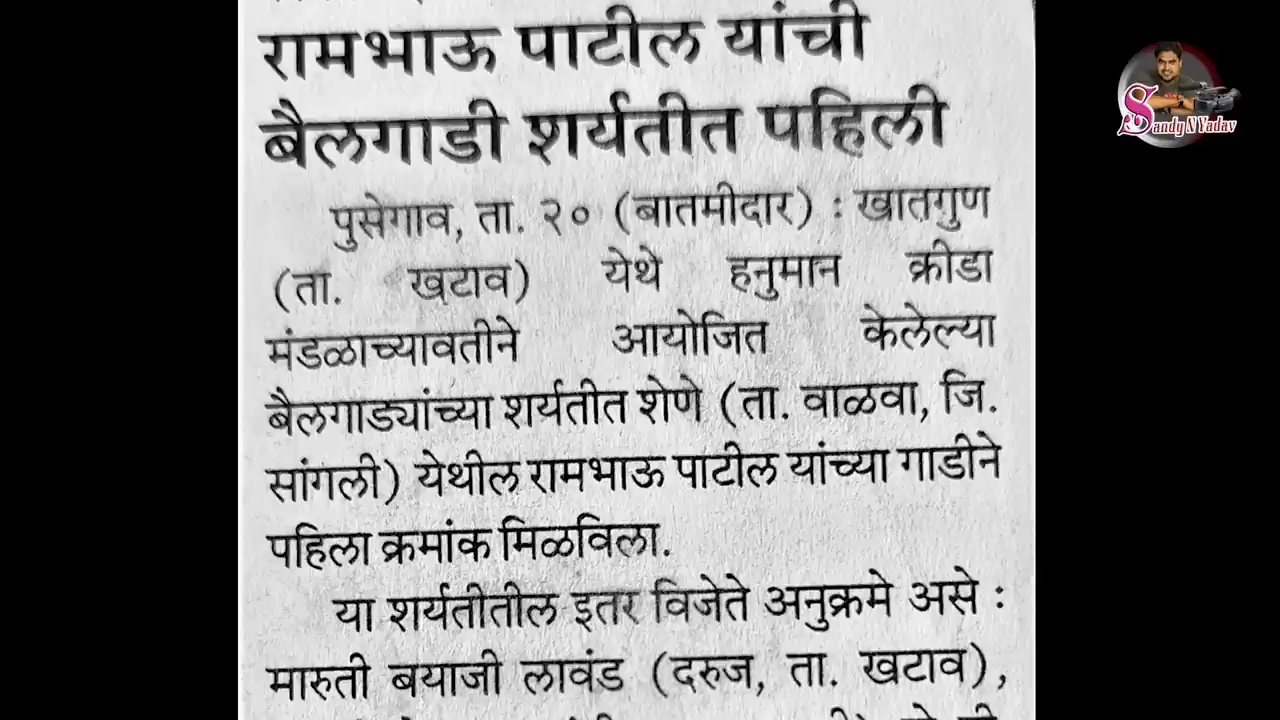 रामभाऊ पाटील यांची
बैलगाडी शर्यतीत पहिली
पुसेगाव, ता. २० (बातमीदार) : खातगुण
(ता. खटाव) येथे हनुमान क्रीडा
मंडळाच्यावतीने आयोजित केलेल्या
बैलगाड्यांच्या शर्यतीत शेणे (ता. वाळवा, जि.
सांगली) येथील रामभाऊ पाटील यांच्या गाडीने
पहिला क्रमांक मिळविला.
या शर्यतीतील इतर विजेते अनुक्रमे असे :
मारुती बयाजी लावंड (दरुज, ता. खटाव),
Sandy N Yadav